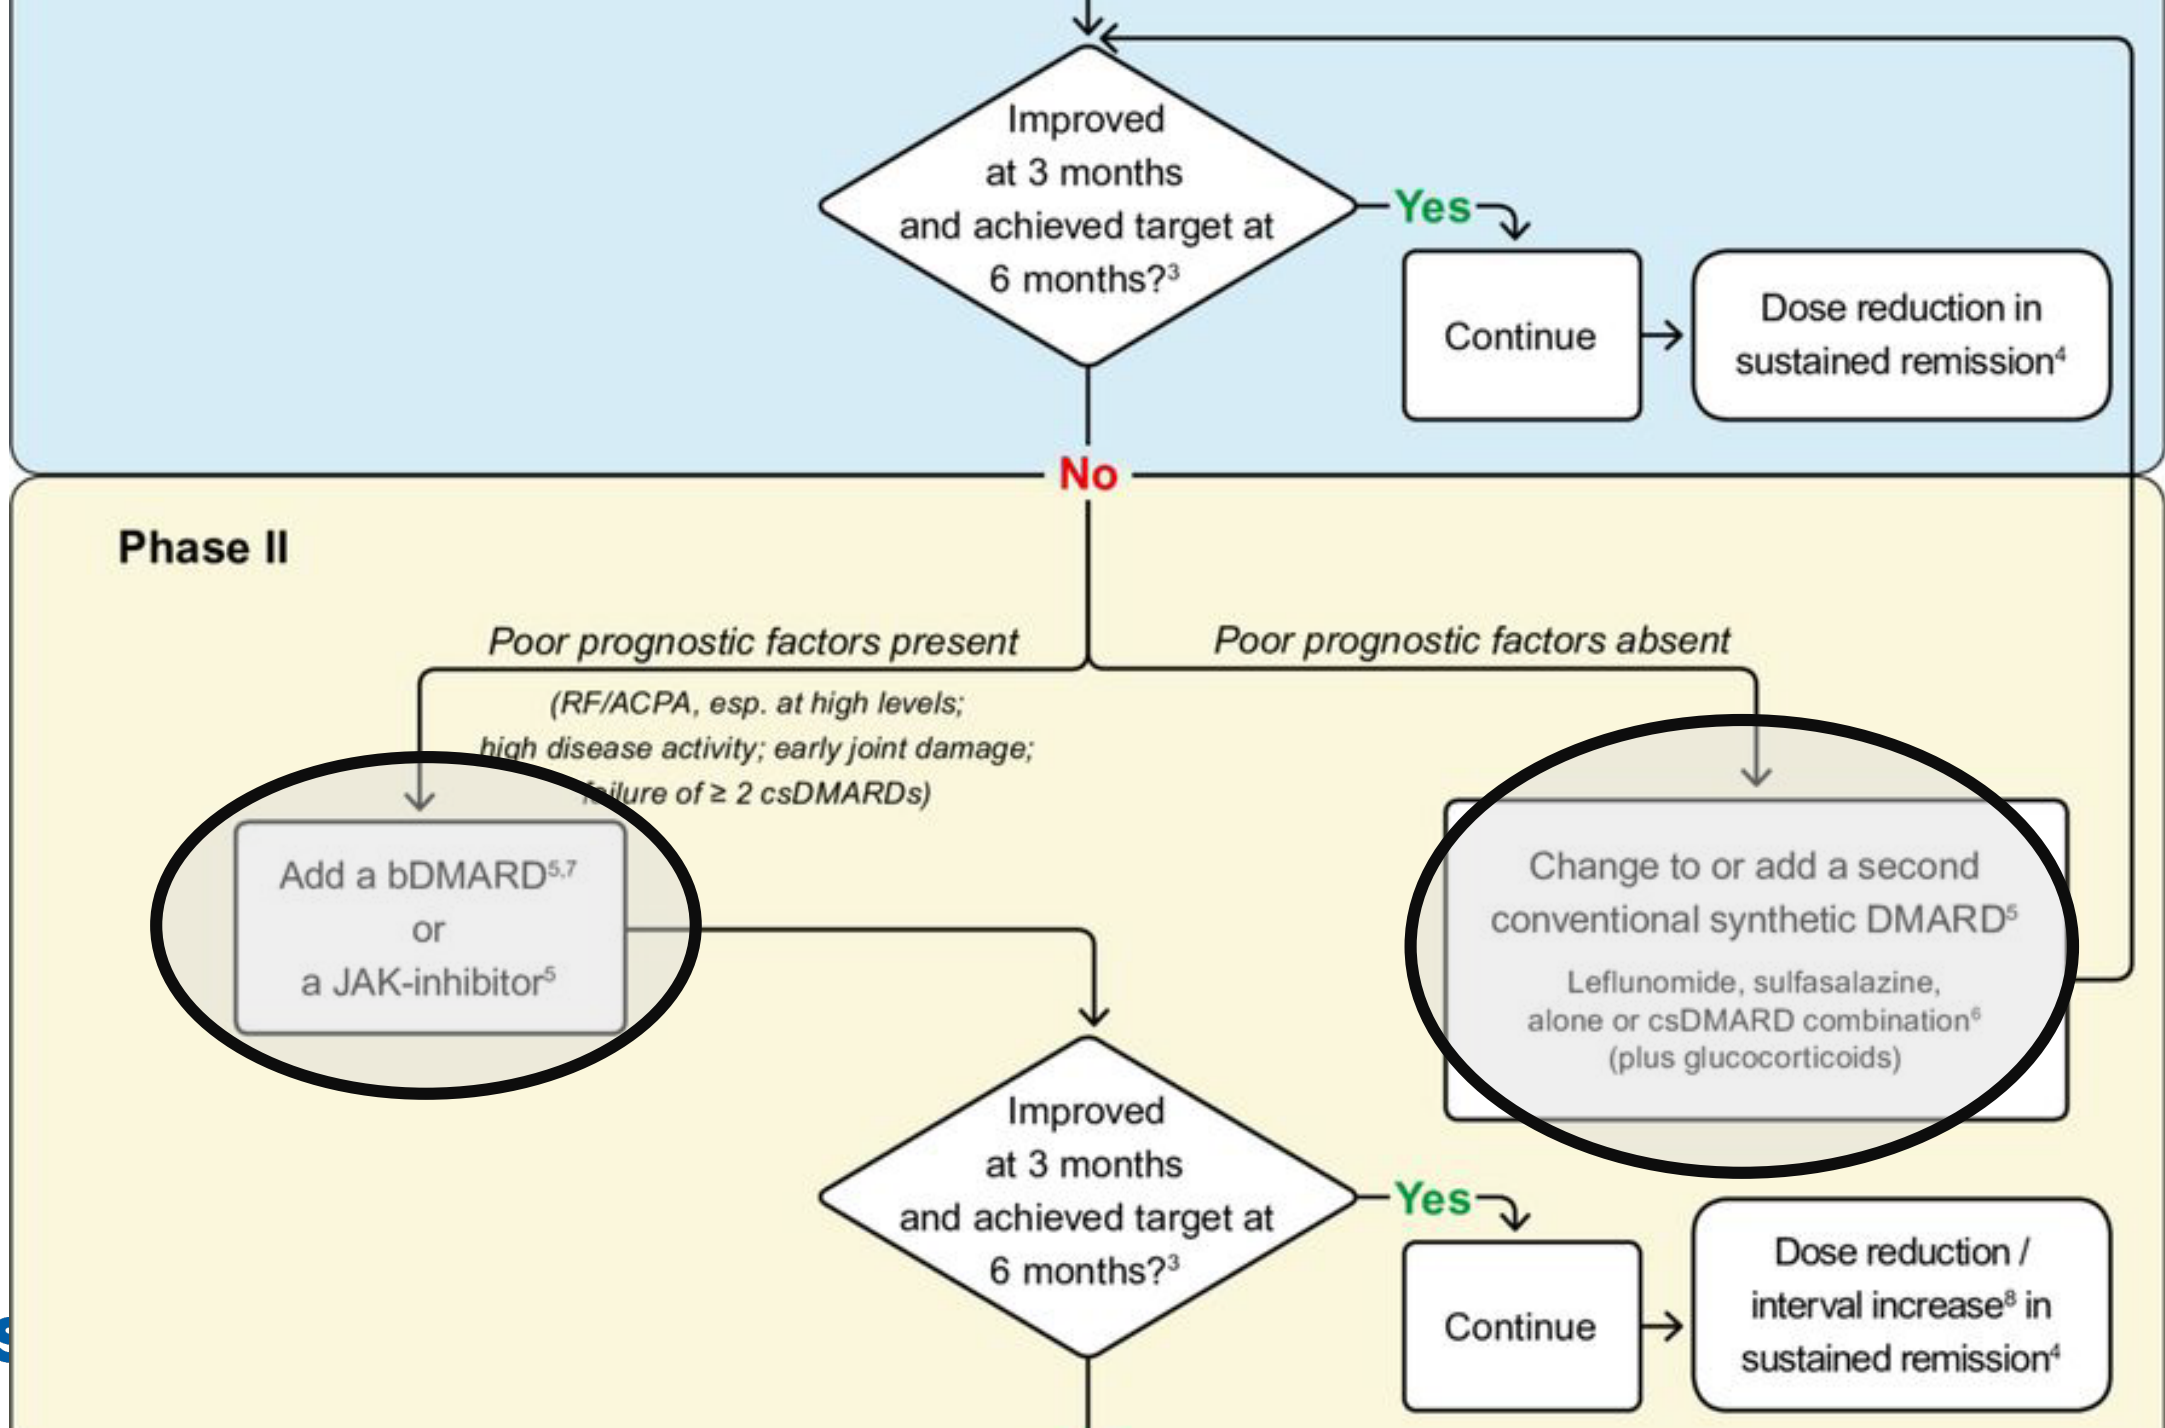 Improved
at 3 months
and achieved target at
6 months?³
Yes
Continue
Dose reduction in
sustained remission⁴
No
Phase II
Poor prognostic factors present
(RF/ACPA, esp. at high levels;
high disease activity; early joint damage;
failure of ≥ 2 csDMARDs)
Poor prognostic factors absent
Add a bDMARD⁵,⁷
or
a JAK-inhibitor⁵
Change to or add a second
conventional synthetic DMARD⁵
Leflunomide, sulfasalazine,
alone or csDMARD combination⁶
(plus glucocorticoids)
Improved
at 3 months
and achieved target at
6 months?³
Yes
Continue
Dose reduction /
interval increase⁸ in
sustained remission⁴